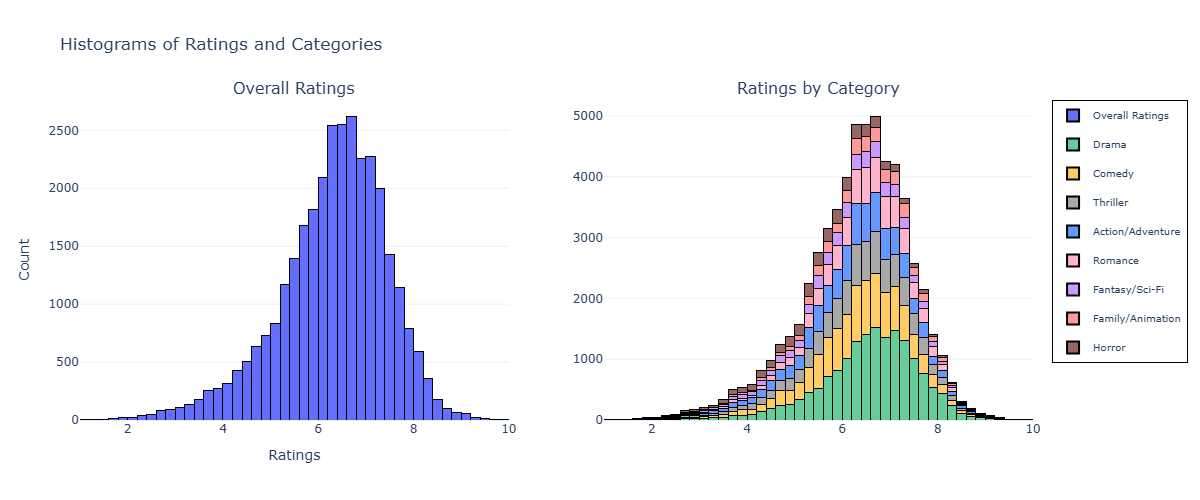 Histograms of Ratings and Categories
Overall Ratings
2500
2000
1500
1000
500
0
Count
2
4
6
8
10
Ratings
Ratings by Category
5000
4000
3000
2000
1000
0
2
4
6
8
10
Overall Ratings
Drama
Comedy
Thriller
Action/Adventure
Romance
Fantasy/Sci-Fi
Family/Animation
Horror